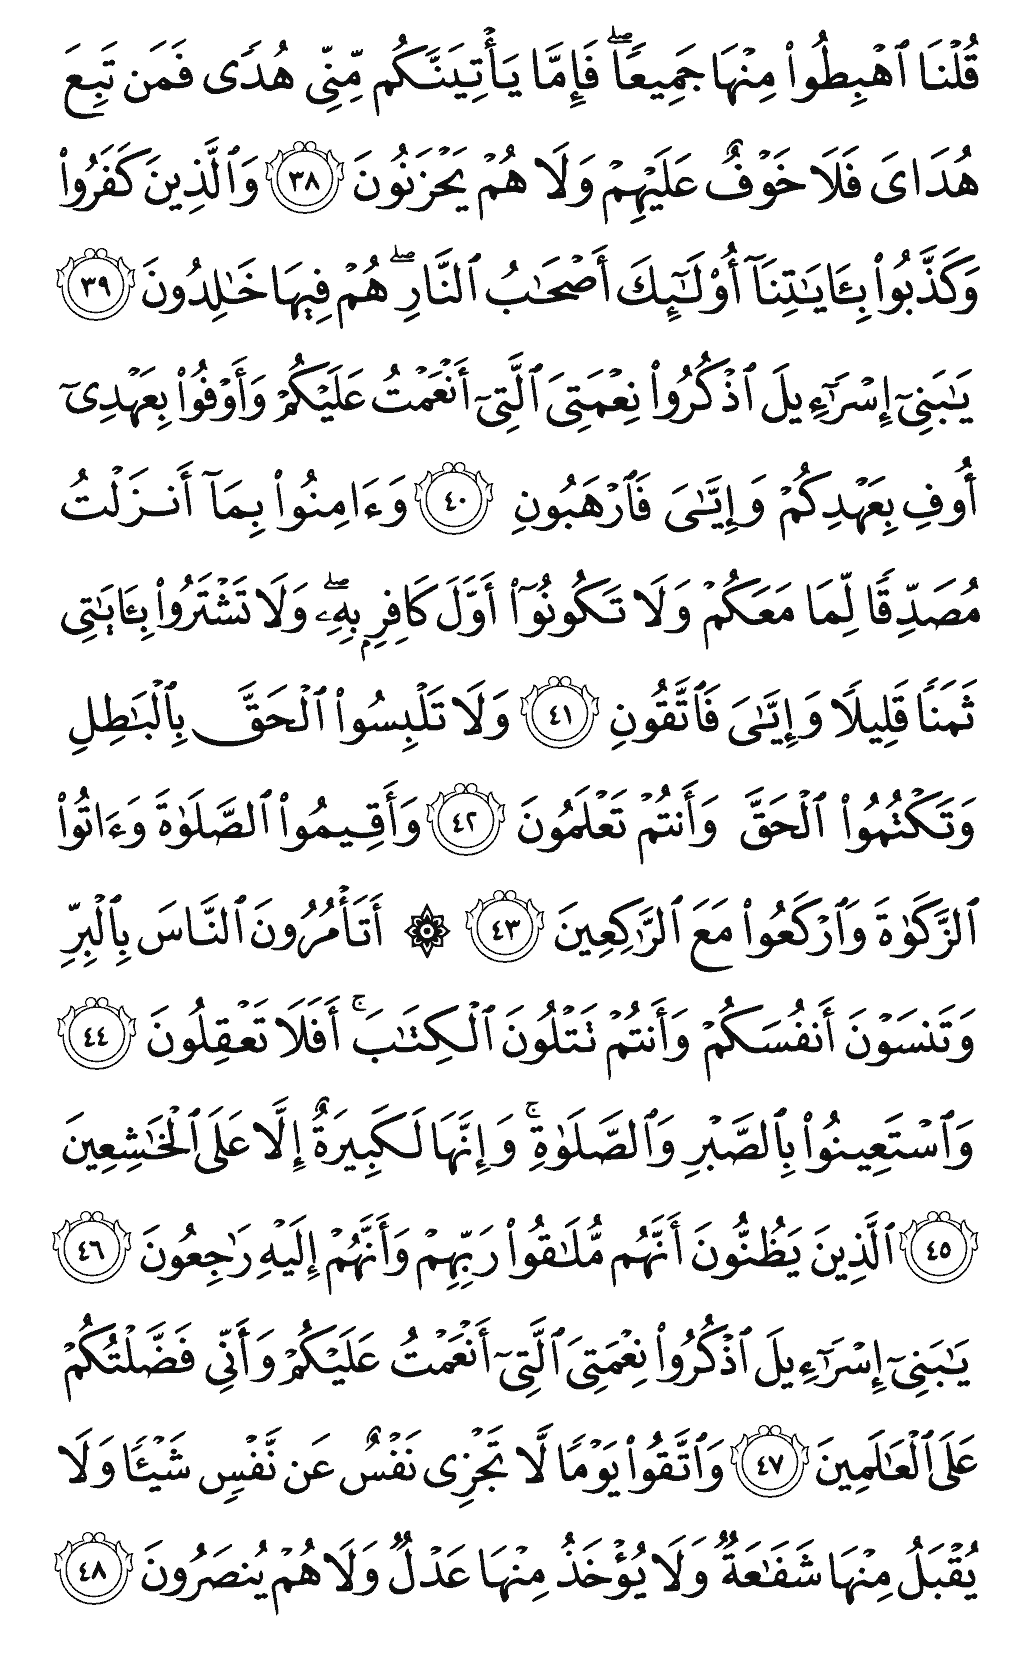 قُلۡنَا ٱهۡبِطُواْ مِنۡهَا جَمِيعٗاۖ فَإِمَّا يَأۡتِيَنَّكُم مِّنِّي هُدٗى فَمَن تَبِعَ
هُدَايَ فَلَا خَوۡفٌ عَلَيۡهِمۡ وَلَا هُمۡ يَحۡزَنُونَ ٣٨ وَٱلَّذِينَ كَفَرُواْ
وَكَذَّبُواْ بِـَٔايَٰتِنَآ أُوْلَٰٓئِكَ أَصۡحَٰبُ ٱلنَّارِۖ هُمۡ فِيهَا خَٰلِدُونَ ٣٩
يَٰبَنِيٓ إِسۡرَٰٓءِيلَ ٱذۡكُرُواْ نِعۡمَتِيَ ٱلَّتِيٓ أَنۡعَمۡتُ عَلَيۡكُمۡ وَأَوۡفُواْ بِعَهۡدِيٓ
أُوفِ بِعَهۡدِكُمۡ وَإِيَّٰيَ فَٱرۡهَبُونِ ٤٠ وَءَامِنُواْ بِمَآ أَنزَلۡتُ
مُصَدِّقٗا لِّمَا مَعَكُمۡ وَلَا تَكُونُوٓاْ أَوَّلَ كَافِرِۭ بِهِۦۖ وَلَا تَشۡتَرُواْ بِـَٔايَٰتِي
ثَمَنٗا قَلِيلٗا وَإِيَّٰيَ فَٱتَّقُونِ ٤١ وَلَا تَلۡبِسُواْ ٱلۡحَقَّ بِٱلۡبَٰطِلِ
وَتَكۡتُمُواْ ٱلۡحَقَّ وَأَنتُمۡ تَعۡلَمُونَ ٤٢ وَأَقِيمُواْ ٱلصَّلَوٰةَ وَءَاتُواْ
ٱلزَّكَوٰةَ وَٱرۡكَعُواْ مَعَ ٱلرَّٰكِعِينَ ٤٣ ۞ أَتَأۡمُرُونَ ٱلنَّاسَ بِٱلۡبِرِّ
وَتَنسَوۡنَ أَنفُسَكُمۡ وَأَنتُمۡ تَتۡلُونَ ٱلۡكِتَٰبَۚ أَفَلَا تَعۡقِلُونَ ٤٤
وَٱسۡتَعِينُواْ بِٱلصَّبۡرِ وَٱلصَّلَوٰةِۚ وَإِنَّهَا لَكَبِيرَةٌ إِلَّا عَلَى ٱلۡخَٰشِعِينَ
٤٥ ٱلَّذِينَ يَظُنُّونَ أَنَّهُم مُّلَٰقُواْ رَبِّهِمۡ وَأَنَّهُمۡ إِلَيۡهِ رَٰجِعُونَ ٤٦
يَٰبَنِيٓ إِسۡرَٰٓءِيلَ ٱذۡكُرُواْ نِعۡمَتِيَ ٱلَّتِيٓ أَنۡعَمۡتُ عَلَيۡكُمۡ وَأَنِّي فَضَّلۡتُكُمۡ
عَلَى ٱلۡعَٰلَمِينَ ٤٧ وَٱتَّقُواْ يَوۡمٗا لَّا تَجۡزِي نَفۡسٌ عَن نَّفۡسٖ شَيۡـٔٗا وَلَا
يُقۡبَلُ مِنۡهَا شَفَٰعَةٞ وَلَا يُؤۡخَذُ مِنۡهَا عَدۡلٞ وَلَا هُمۡ يُنصَرُونَ ٤٨